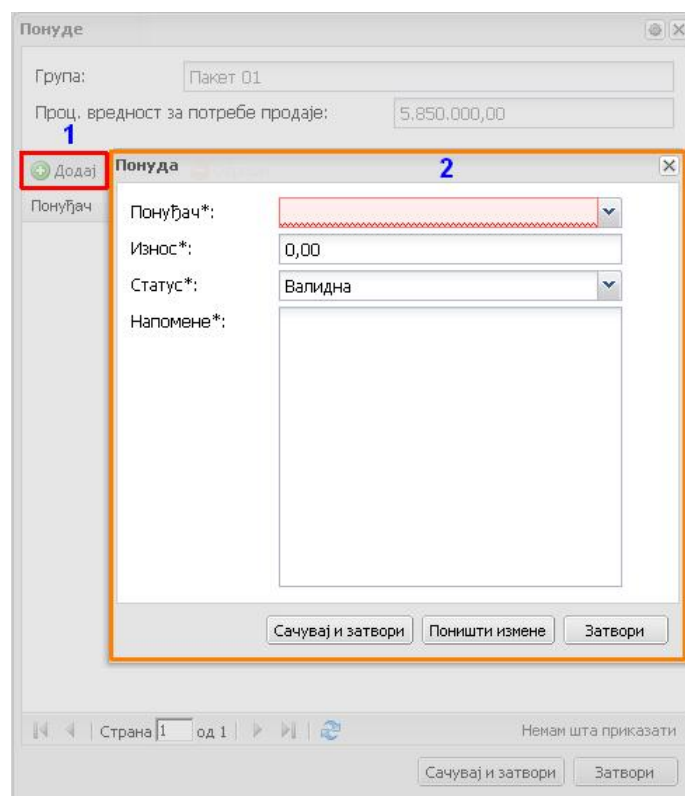 Понуде
Група: Пакет 01
Проц. вредност за потребе продаје: 5.850.000,00
1
Додај
Понуђач
Понуда 2
Понуђач*:
Износ*: 0,00
Статус*: Валидна
Напомене*:
Сачувај и затвори Поништи измене Затвори
Страна 1 од 1 Немам шта приказати
Сачувај и затвори Затвори